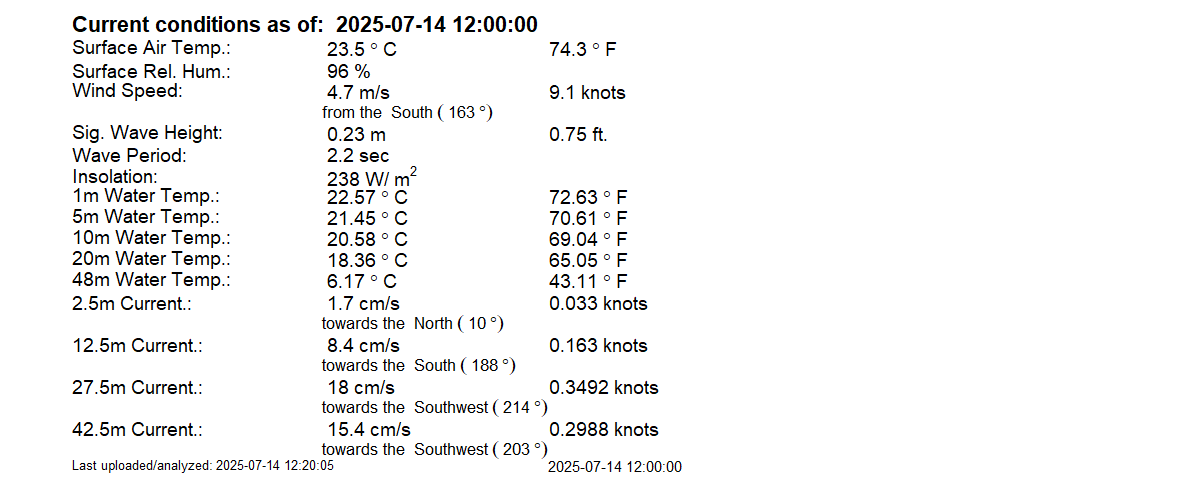 Current conditions as of:  2025-07-14 12:00:00
Surface Air Temp.: 23.5 ° C 74.3 ° F
Surface Rel. Hum.: 96 %
Wind Speed: 4.7 m/s 9.1 knots
from the  South ( 163 °)
Sig. Wave Height: 0.23 m 0.75 ft.
Wave Period: 2.2 sec
Insolation: 238 W/ m²
1m Water Temp.: 22.57 ° C 72.63 ° F
5m Water Temp.: 21.45 ° C 70.61 ° F
10m Water Temp.: 20.58 ° C 69.04 ° F
20m Water Temp.: 18.36 ° C 65.05 ° F
48m Water Temp.: 6.17 ° C 43.11 ° F
2.5m Current.: 1.7 cm/s 0.033 knots
towards the  North ( 10 °)
12.5m Current.: 8.4 cm/s 0.163 knots
towards the  South ( 188 °)
27.5m Current.: 18 cm/s 0.3492 knots
towards the  Southwest ( 214 °)
42.5m Current.: 15.4 cm/s 0.2988 knots
towards the  Southwest ( 203 °)
Last uploaded/analyzed: 2025-07-14 12:20:05 2025-07-14 12:00:00